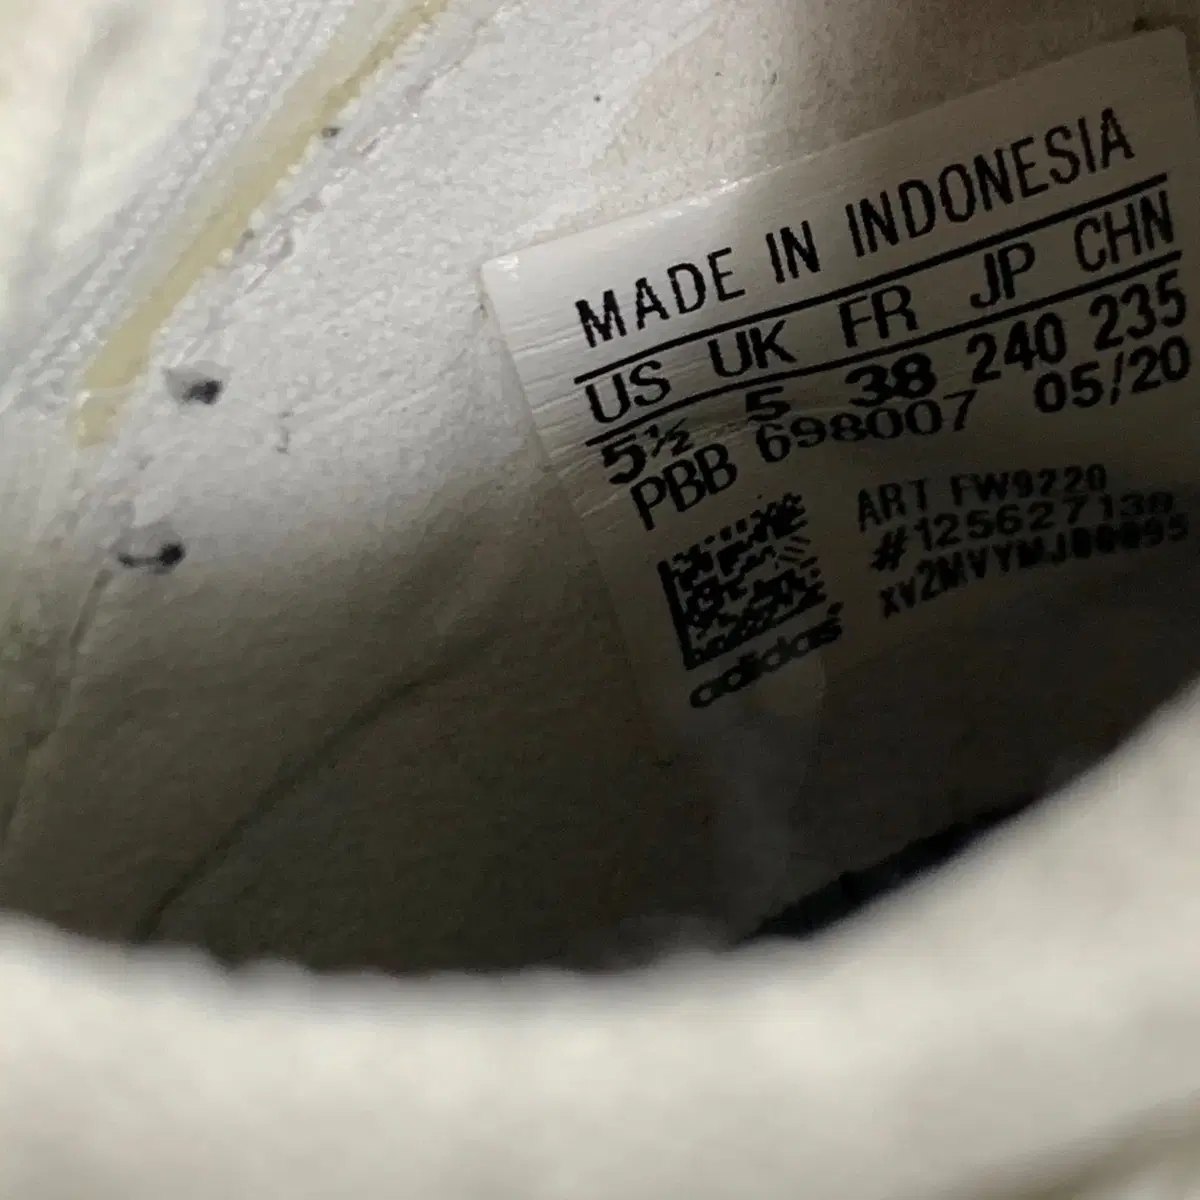 MADE IN INDONESIA
US UK FR JP CHN
5½ 5 38 240 235
PBB 698007 05/20
ART FW9220
#125627138
adidas